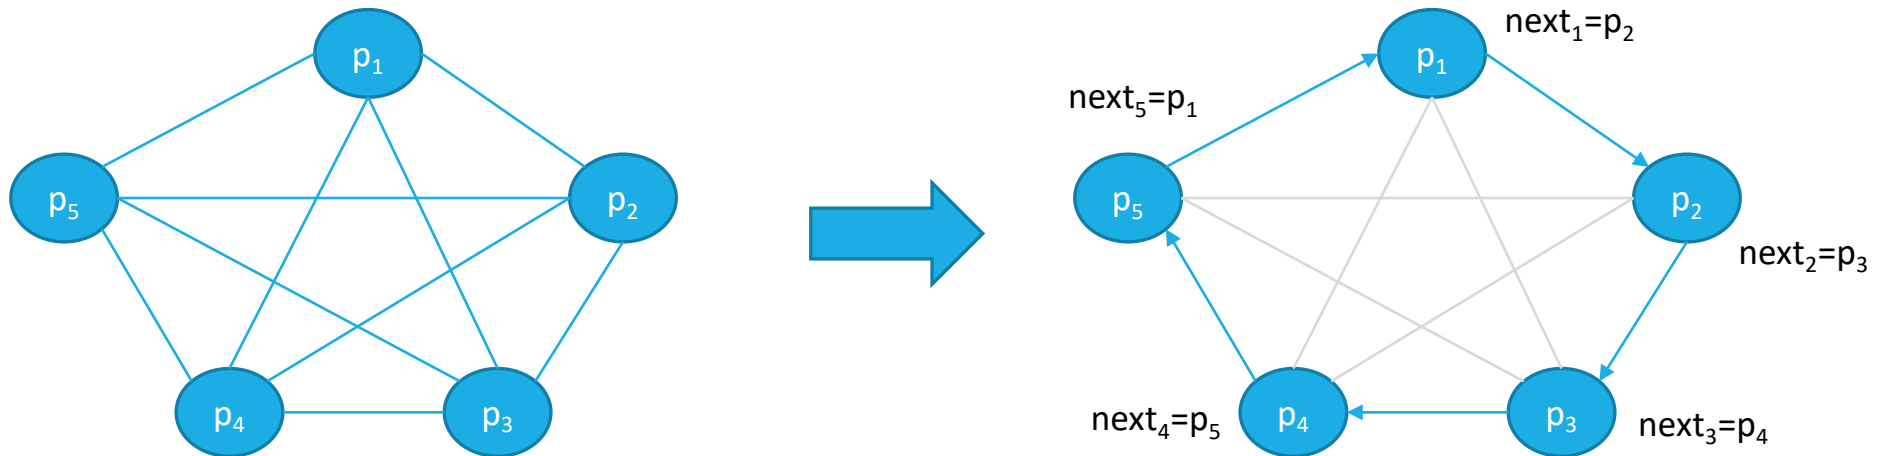 p₁
p₅
p₂
p₄
p₃
next₁=p₂
p₁
next₅=p₁
p₅
p₂
next₂=p₃
next₄=p₅
p₄
p₃
next₃=p₄